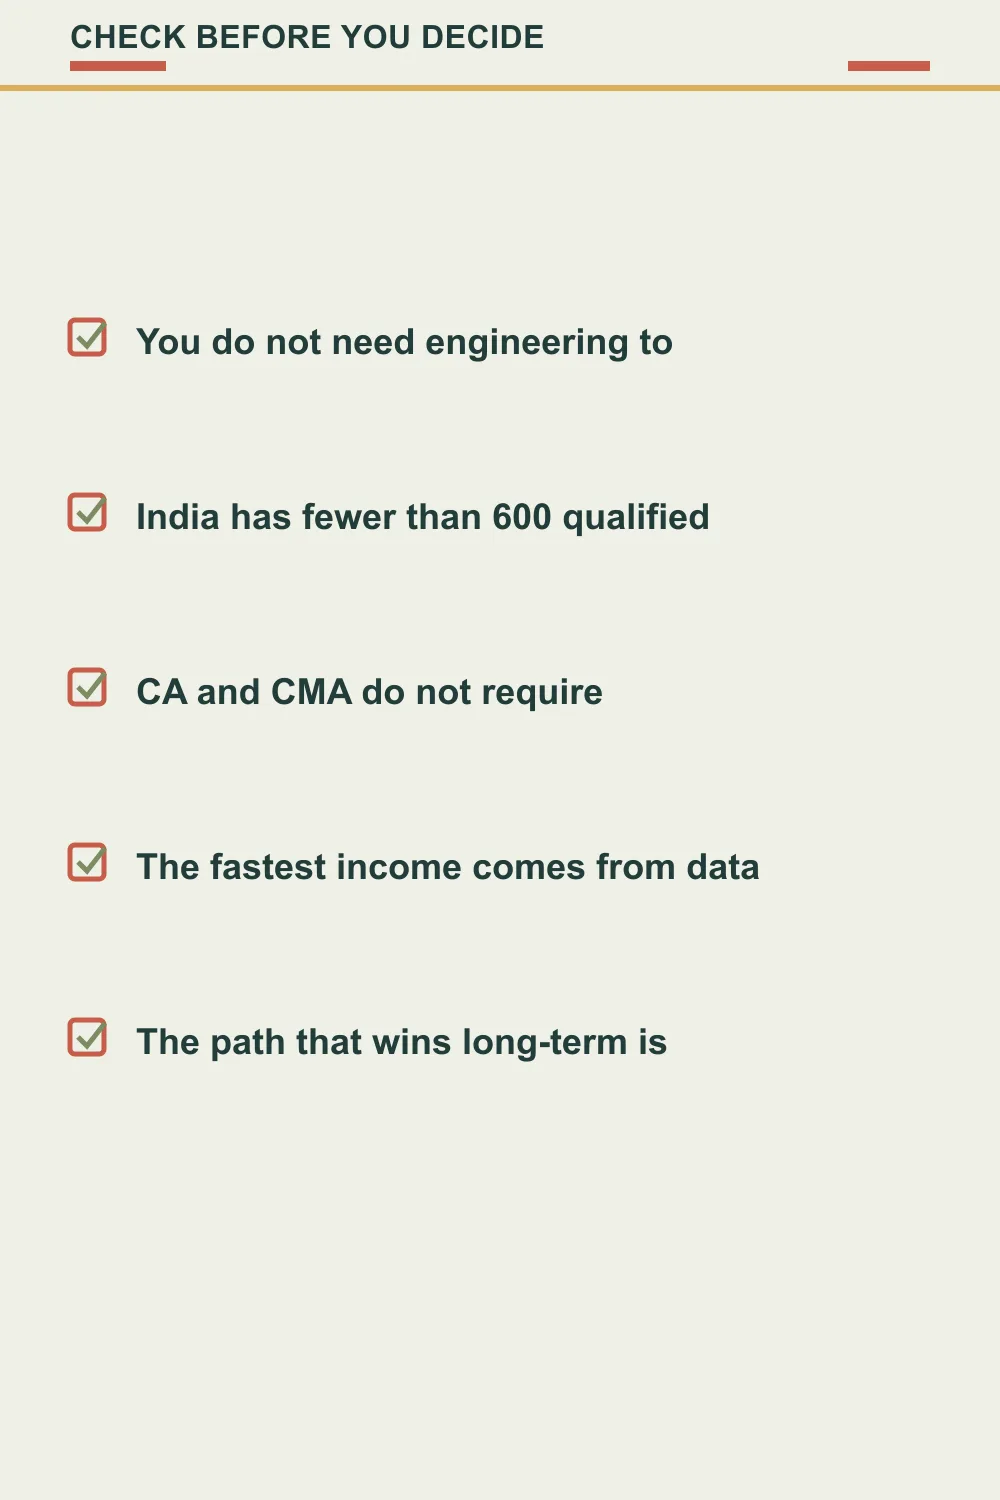 CHECK BEFORE YOU DECIDE
You do not need engineering to
India has fewer than 600 qualified
CA and CMA do not require
The fastest income comes from data
The path that wins long-term is